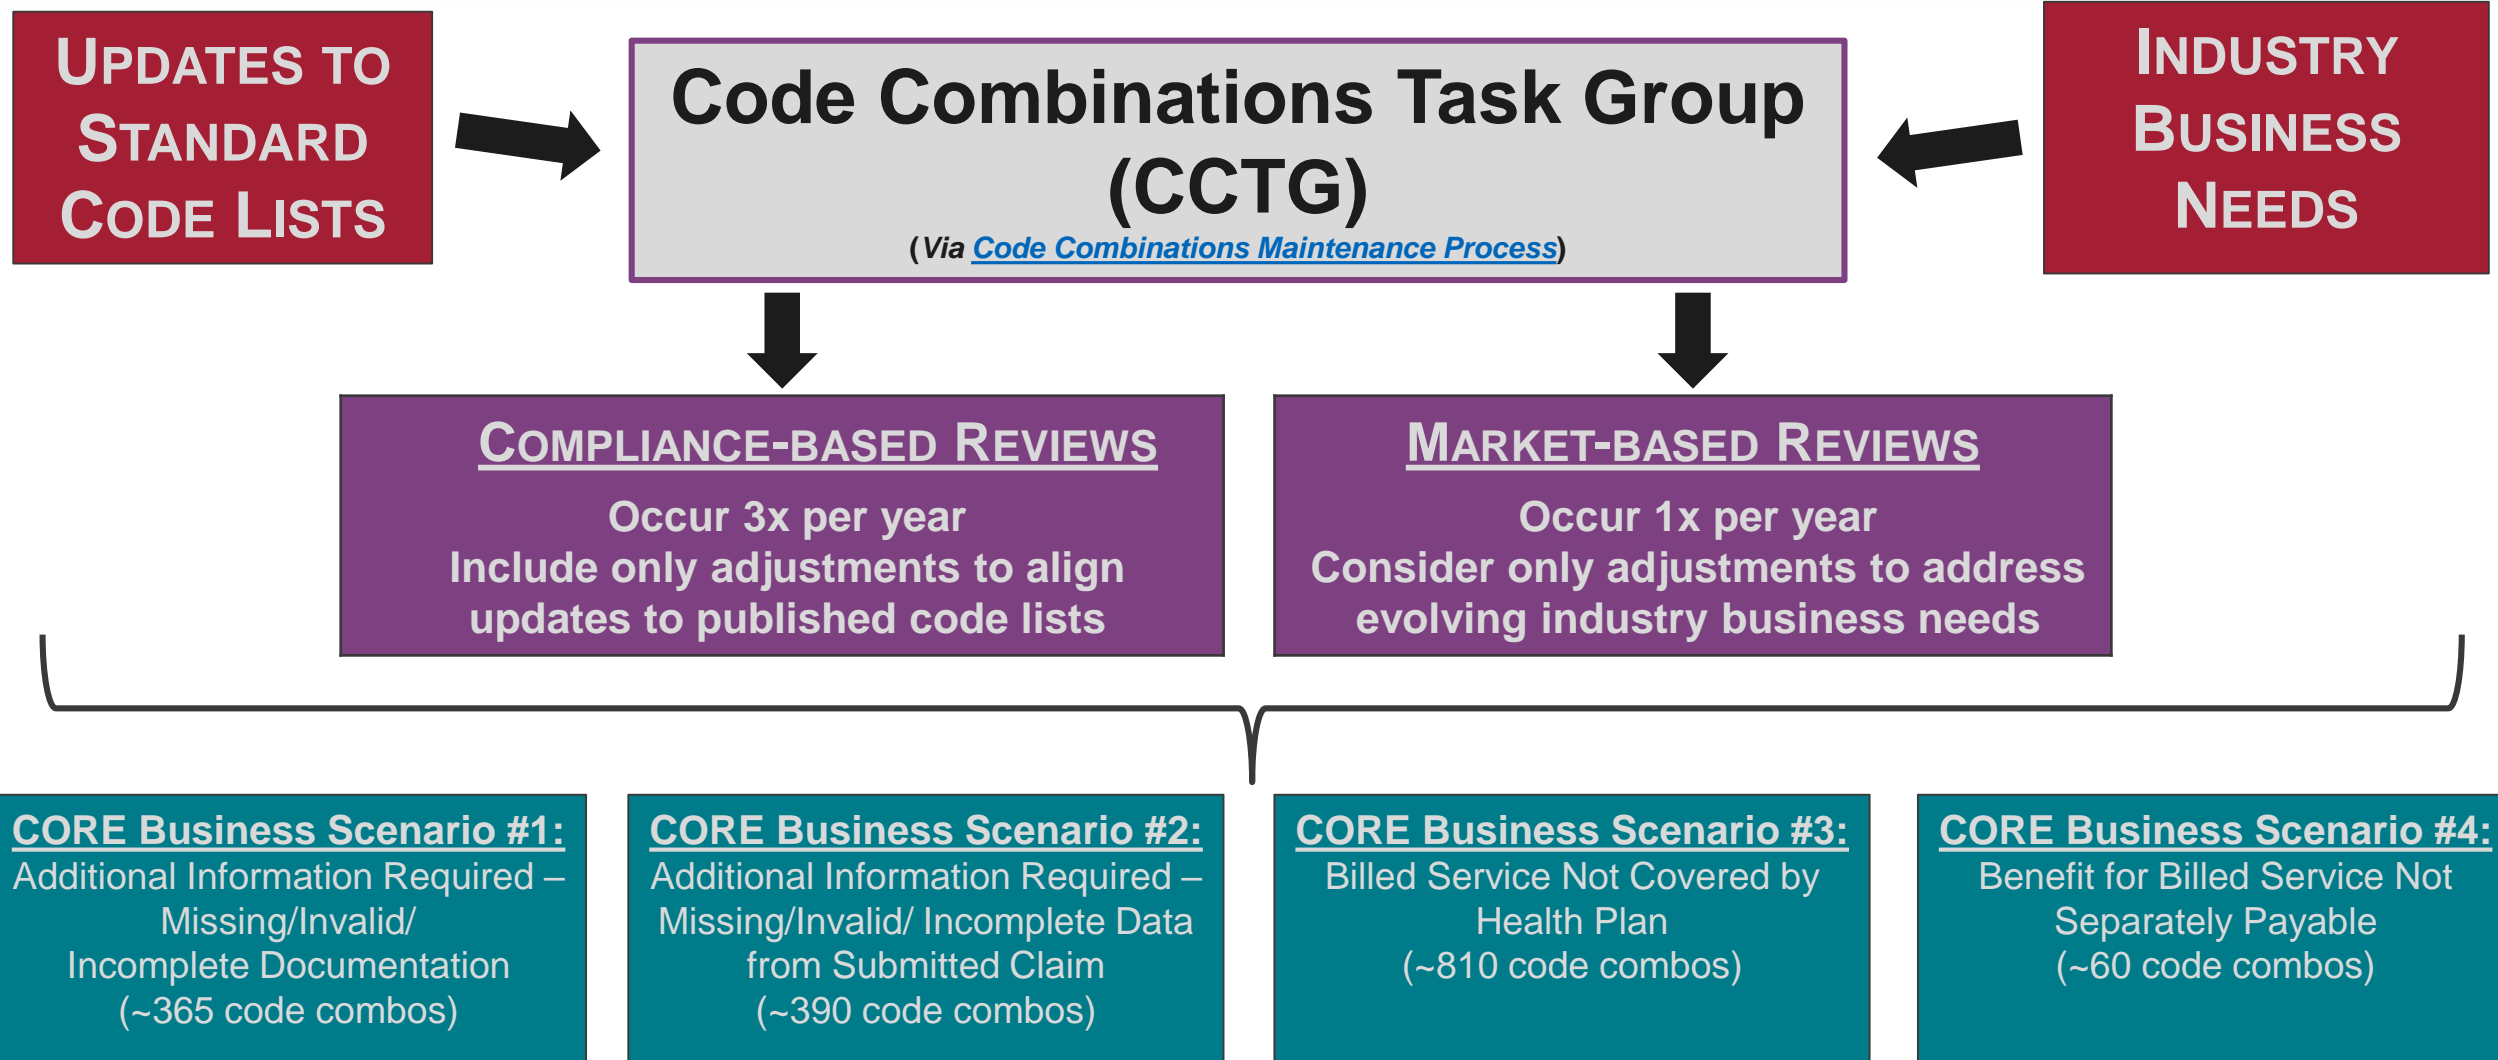 UPDATES TO
STANDARD
CODE LISTS
Code Combinations Task Group
(CCTG)
(Via Code Combinations Maintenance Process)
INDUSTRY
BUSINESS
NEEDS
COMPLIANCE-BASED REVIEWS
Occur 3x per year
Include only adjustments to align
updates to published code lists
MARKET-BASED REVIEWS
Occur 1x per year
Consider only adjustments to address
evolving industry business needs
CORE Business Scenario #1:
Additional Information Required –
Missing/Invalid/
Incomplete Documentation
(~365 code combos)
CORE Business Scenario #2:
Additional Information Required –
Missing/Invalid/ Incomplete Data
from Submitted Claim
(~390 code combos)
CORE Business Scenario #3:
Billed Service Not Covered by
Health Plan
(~810 code combos)
CORE Business Scenario #4:
Benefit for Billed Service Not
Separately Payable
(~60 code combos)